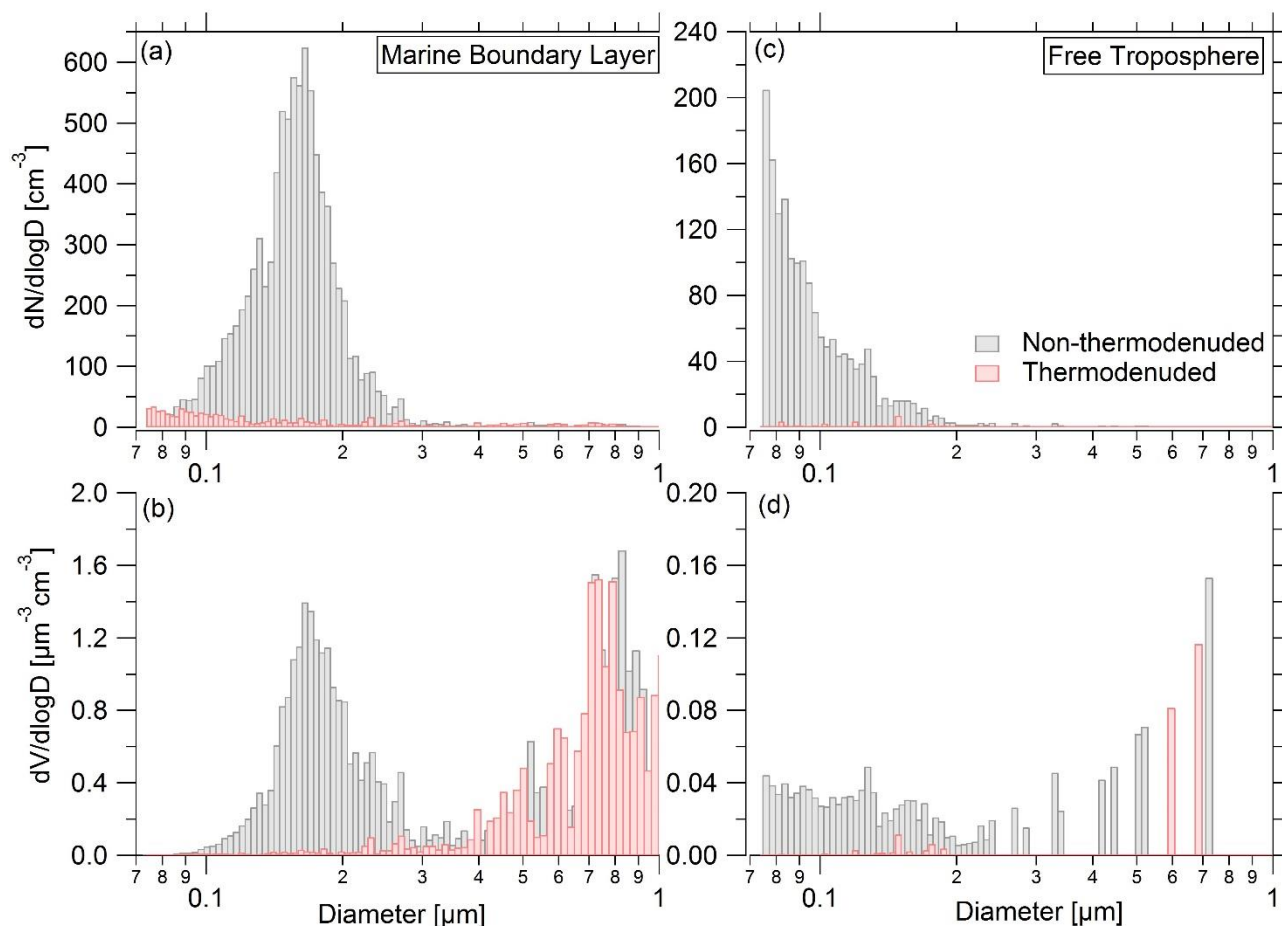 (a)
Marine Boundary Layer
600
500
400
300
200
100
0
dN/dlogD [cm⁻³]
7 8 9 0.1 2 3 4 5 6 7 8 9 1
(c)
Free Troposphere
240
200
160
120
80
40
0
Non-thermodenuded
Thermodenuded
7 8 9 0.1 2 3 4 5 6 7 8 9 1
(b)
2.0
1.6
1.2
0.8
0.4
0.0
dV/dlogD [µm⁻³ cm⁻³]
7 8 9 0.1 2 3 4 5 6 7 8 9 1
Diameter [µm]
(d)
0.20
0.16
0.12
0.08
0.04
0.00
7 8 9 0.1 2 3 4 5 6 7 8 9 1
Diameter [µm]